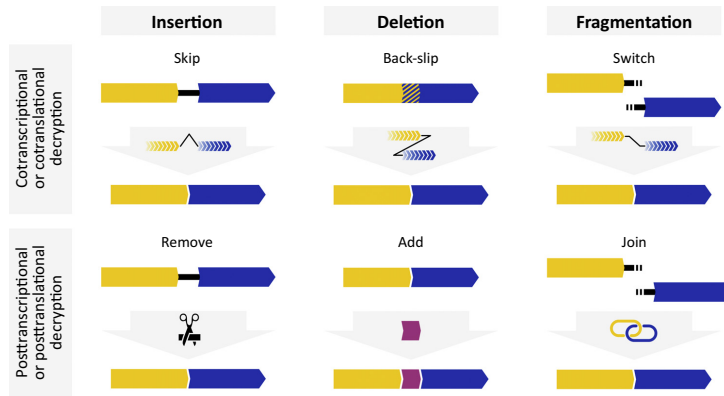 Insertion
Deletion
Fragmentation
Cotranscriptional
or cotranslational
decryption
Skip
Back-slip
Switch
Posttranscriptional
or posttranslational
decryption
Remove
Add
Join